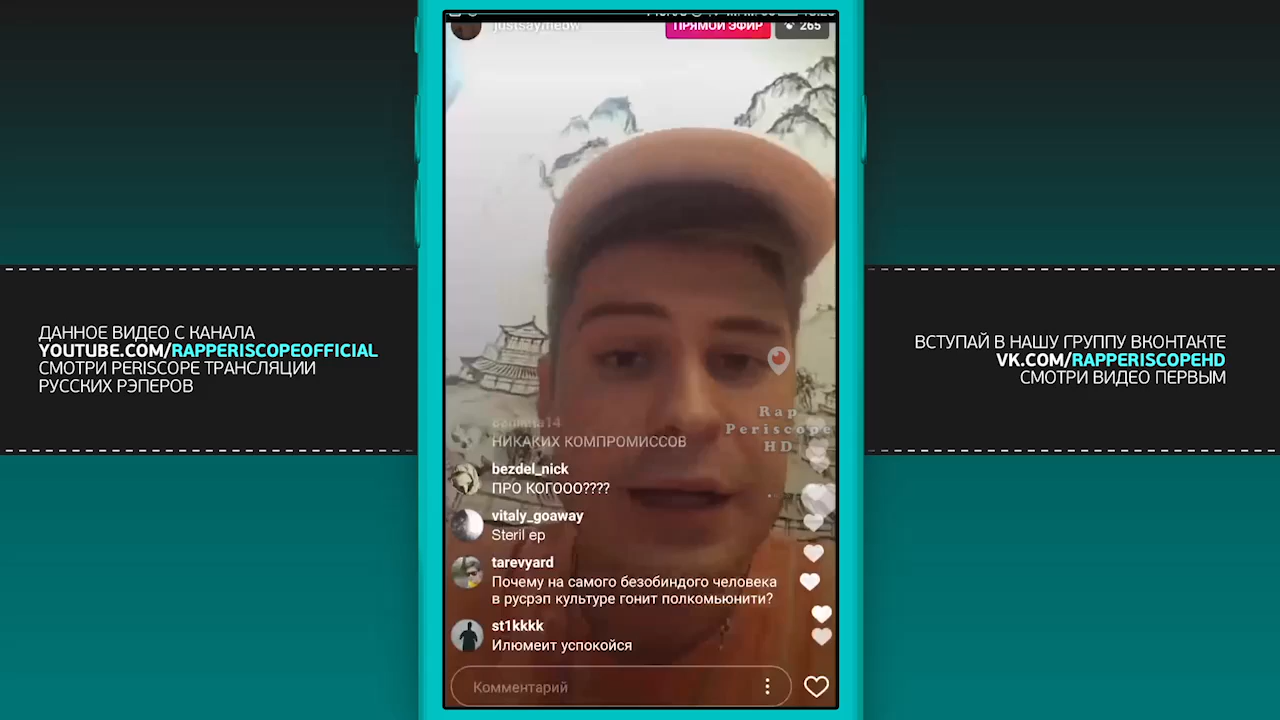 justsaymeow
ПРЯМОЙ ЭФИР
265
ДАННОЕ ВИДЕО С КАНАЛА
YOUTUBE.COM/RAPPERISCOPEOFFICIAL
СМОТРИ PERISCOPE ТРАНСЛЯЦИИ
РУССКИХ РЭПЕРОВ
ВСТУПАЙ В НАШУ ГРУППУ ВКОНТАКТЕ
VK.COM/RAPPERISCOPEHD
СМОТРИ ВИДЕО ПЕРВЫМ
Rap
Periscope
HD
НИКАКИХ КОМПРОМИССОВ
bezdel_nick
ПРО КОГООО????
vitaly_goaway
Steril ep
tarevyard
Почему на самого безобиндого человека
в русрэп культуре гонит полкомьюнити?
st1kkkk
Илюмеит успокойся
Комментарий